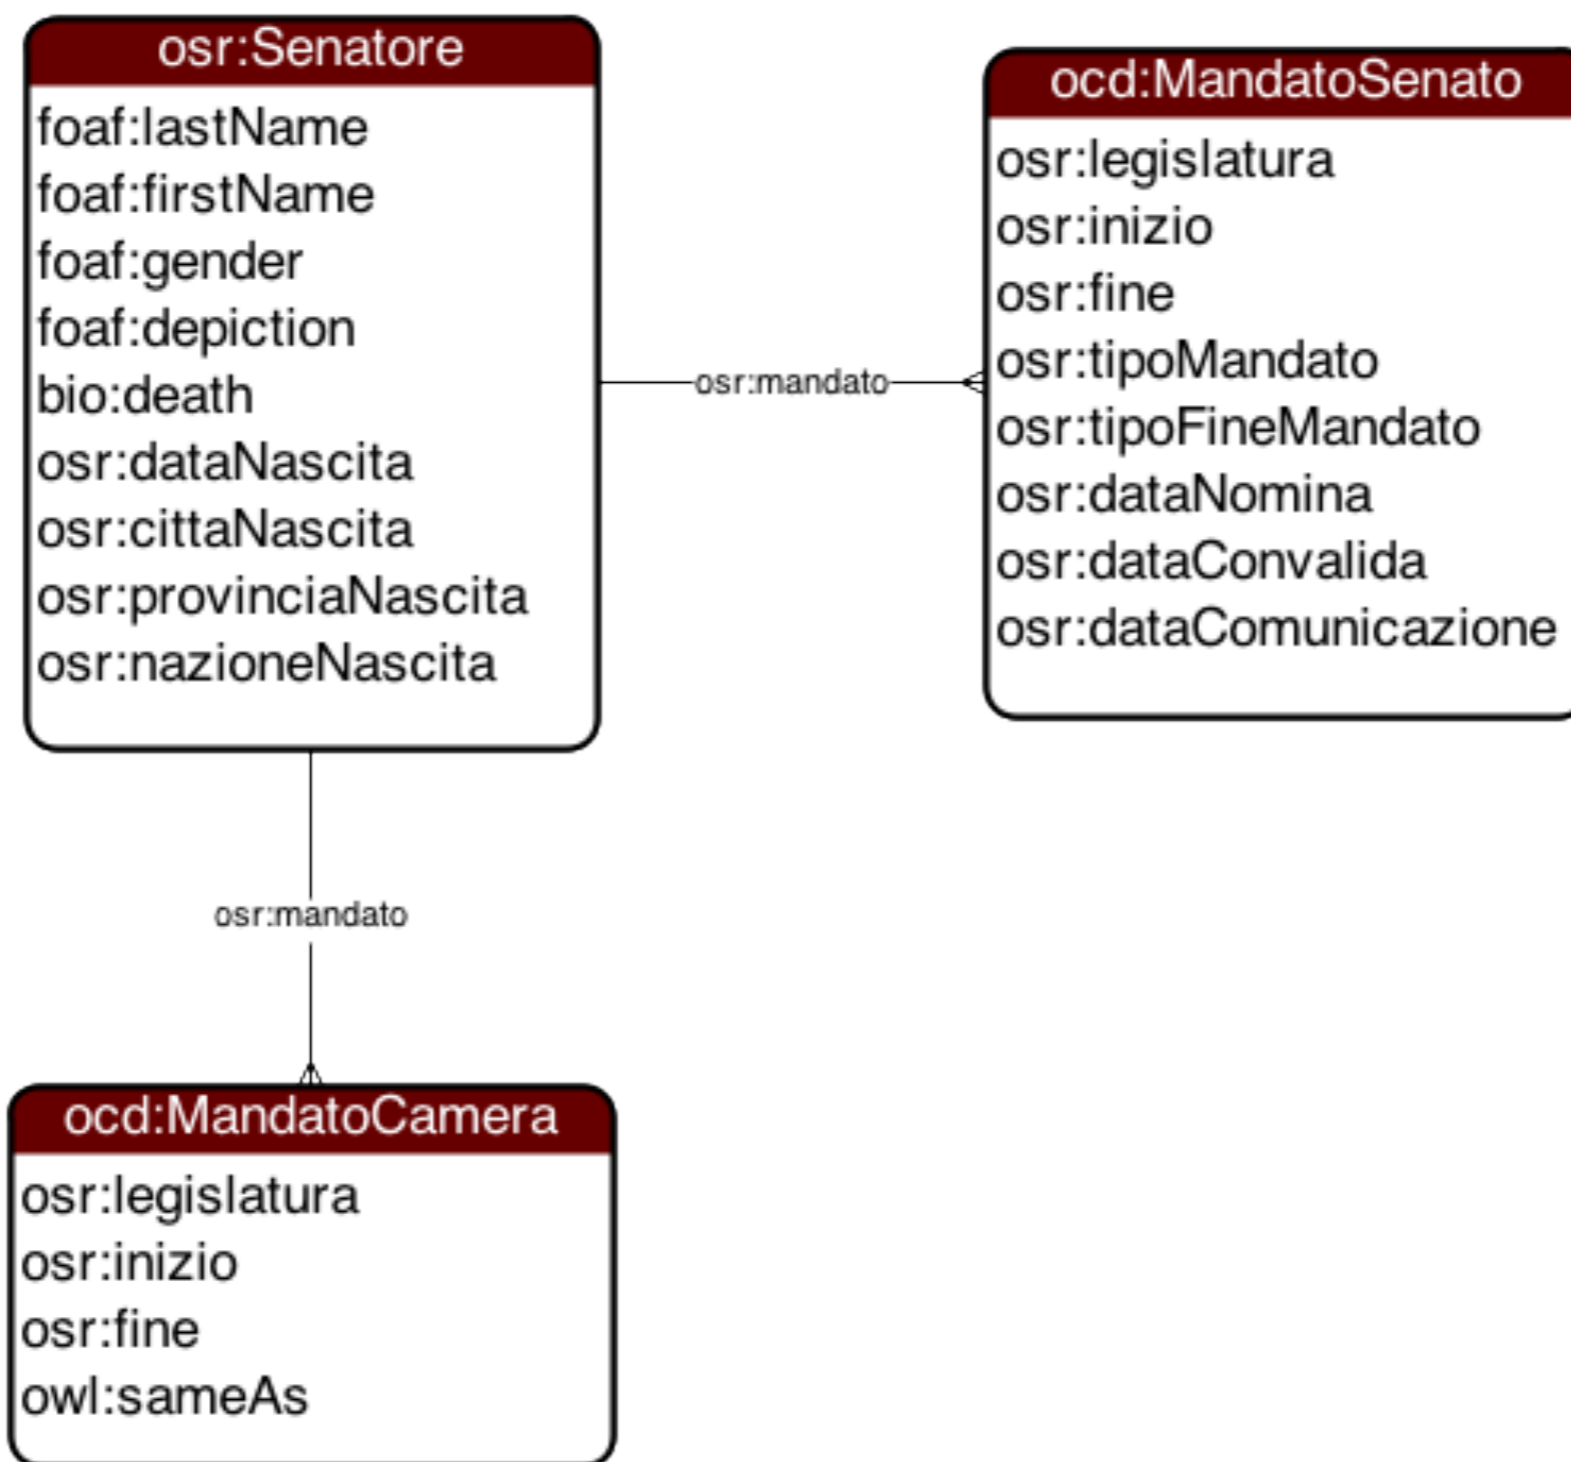 osr:Senatore
foaf:lastName
foaf:firstName
foaf:gender
foaf:depiction
bio:death
osr:dataNascita
osr:cittaNascita
osr:provinciaNascita
osr:nazioneNascita
osr:mandato
ocd:MandatoSenato
osr:legislatura
osr:inizio
osr:fine
osr:tipoMandato
osr:tipoFineMandato
osr:dataNomina
osr:dataConvalida
osr:dataComunicazione
osr:mandato
ocd:MandatoCamera
osr:legislatura
osr:inizio
osr:fine
owl:sameAs